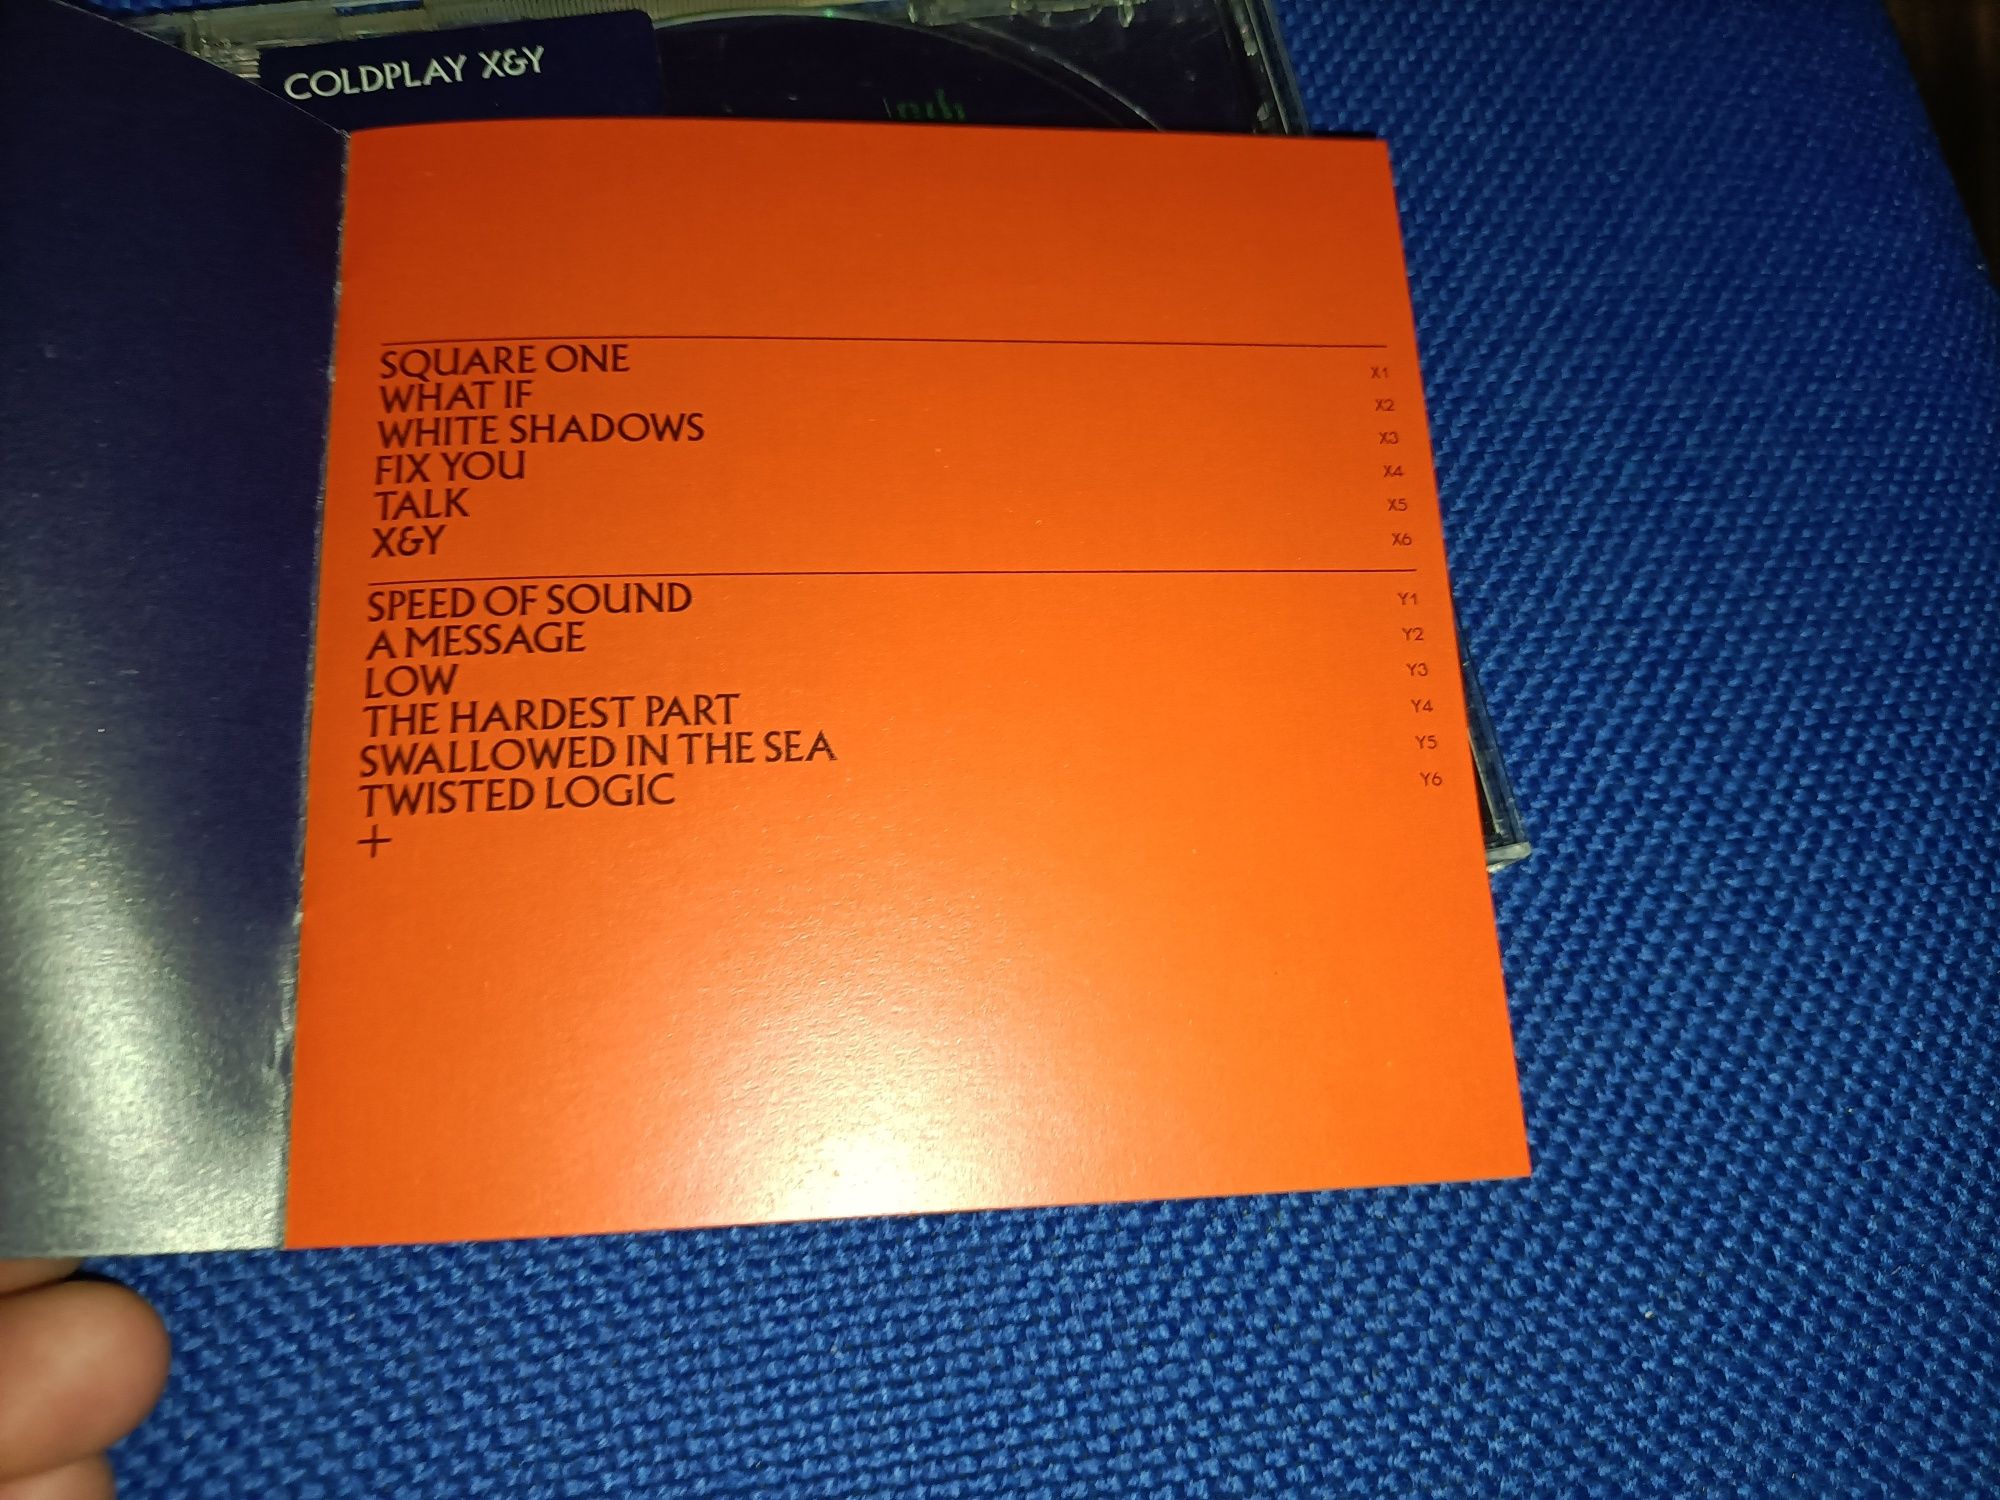 COLDPLAY X&Y
SQUARE ONE X1
WHAT IF X2
WHITE SHADOWS X3
FIX YOU X4
TALK X5
X&Y X6
SPEED OF SOUND Y1
A MESSAGE Y2
LOW Y3
THE HARDEST PART Y4
SWALLOWED IN THE SEA Y5
TWISTED LOGIC Y6
+